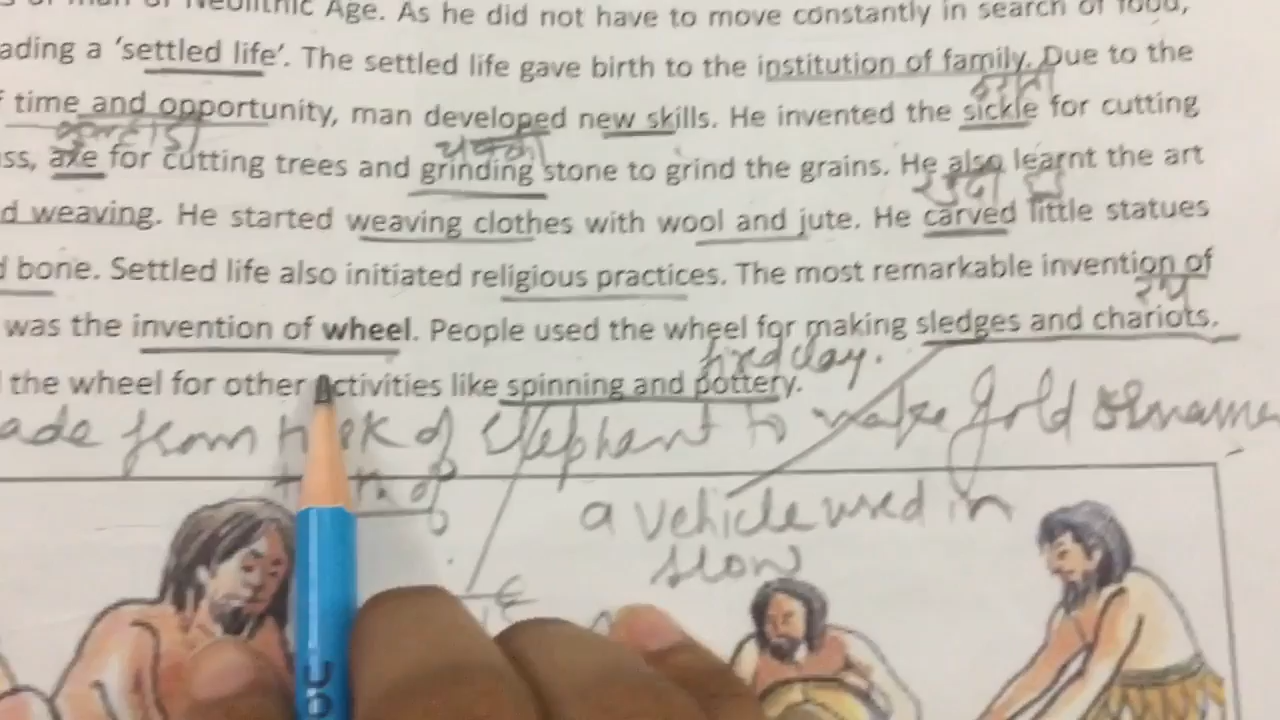 of man of Neolithic Age. As he did not have to move constantly in search of food,
ading a 'settled life'. The settled life gave birth to the institution of family. Due to the
time and opportunity, man developed new skills. He invented the sickle for cutting
ss, axe for cutting trees and grinding stone to grind the grains. He also learnt the art
d weaving. He started weaving clothes with wool and jute. He carved little statues
d bone. Settled life also initiated religious practices. The most remarkable invention of
रथ
was the invention of wheel. People used the wheel for making sledges and chariots.
fixed clay.
the wheel for other activities like spinning and pottery.
ade from tusk of Elephant to make gold orname
a vehicle used in
slow